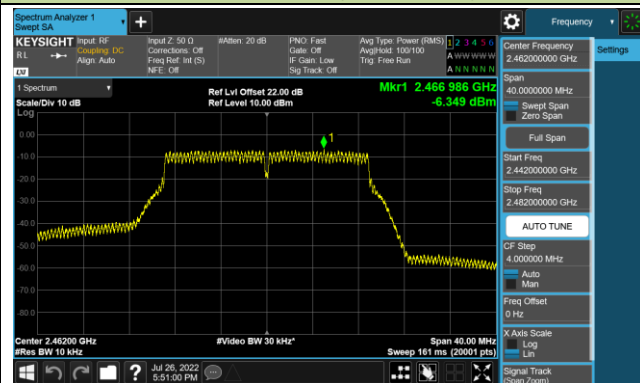 Spectrum Analyzer 1
Swept SA
+
Frequency
KEYSIGHT
RL
LXI
Input: RF
Coupling: DC
Align: Auto
Input Z: 50 Ω
Corrections: Off
Freq Ref: Int (S)
NFE: Off
#Atten: 20 dB
PNO: Fast
Gate: Off
IF Gain: Low
Sig Track: Off
Avg Type: Power (RMS)
Avg|Hold: 100/100
Trig: Free Run
1 2 3 4 5 6
A W W W W W
A N N N N N
1 Spectrum
Scale/Div 10 dB
Log
Ref Lvl Offset 22.00 dB
Ref Level 10.00 dBm
Mkr1 2.466 986 GHz
-6.349 dBm
1
0.00
-10.0
-20.0
-30.0
-40.0
-50.0
-60.0
-70.0
-80.0
Center 2.46200 GHz
#Res BW 10 kHz
#Video BW 30 kHz*
Span 40.00 MHz
Sweep 161 ms (20001 pts)
Jul 26, 2022
5:51:00 PM
?
Center Frequency
2.462000000 GHz
Settings
Span
40.0000000 MHz
Swept Span
Zero Span
Full Span
Start Freq
2.442000000 GHz
Stop Freq
2.482000000 GHz
AUTO TUNE
CF Step
4.000000 MHz
Auto
Man
Freq Offset
0 Hz
X Axis Scale
Log
Lin
Signal Track
(Span Zoom)